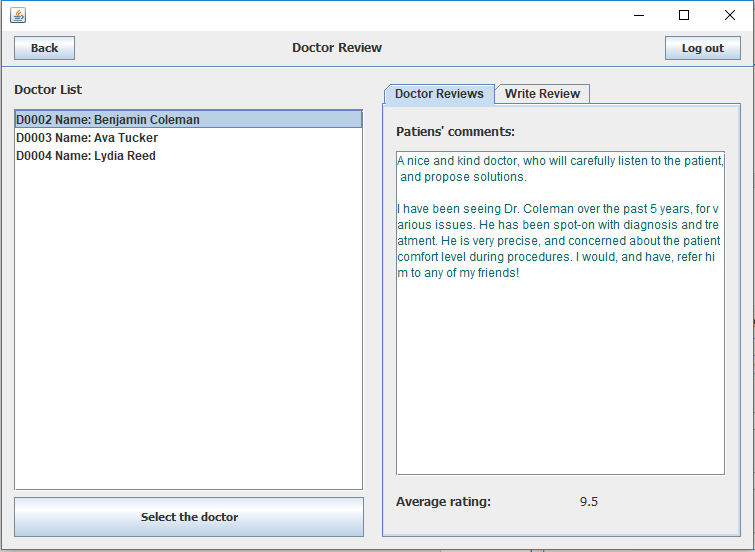 Back
Doctor Review
Log out
Doctor List
D0002 Name: Benjamin Coleman
D0003 Name: Ava Tucker
D0004 Name: Lydia Reed
Select the doctor
Doctor Reviews
Write Review
Patiens' comments:
A nice and kind doctor, who will carefully listen to the patient,
and propose solutions.
I have been seeing Dr. Coleman over the past 5 years, for v
arious issues. He has been spot-on with diagnosis and tre
atment. He is very precise, and concerned about the patient
comfort level during procedures. I would, and have, refer hi
m to any of my friends!
Average rating:
9.5